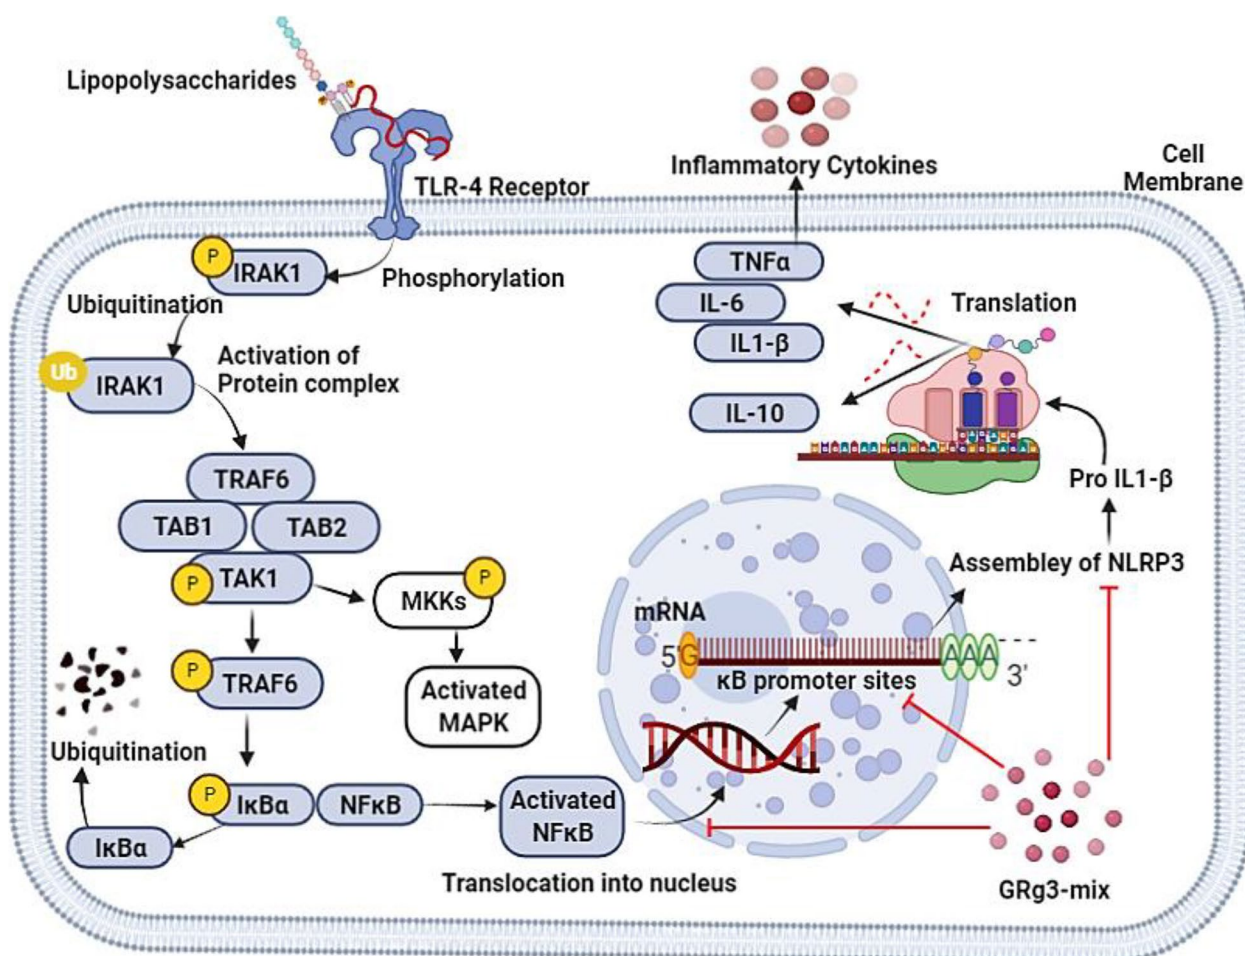 Lipopolysaccharides
TLR-4 Receptor
Inflammatory Cytokines
Cell
Membrane
P
IRAK1
Phosphorylation
Ubiquitination
Ub
IRAK1
Activation of
Protein complex
TRAF6
TAB1
TAB2
P
TAK1
P
MKKs
Activated
MAPK
P
TRAF6
Ubiquitination
P
IκBα
NFκB
IκBα
Activated
NFκB
Translocation into nucleus
TNFα
IL-6
IL1-β
IL-10
Translation
Pro IL1-β
Assembley of NLRP3
mRNA
5'G
AAA
3'
κB promoter sites
GRg3-mix